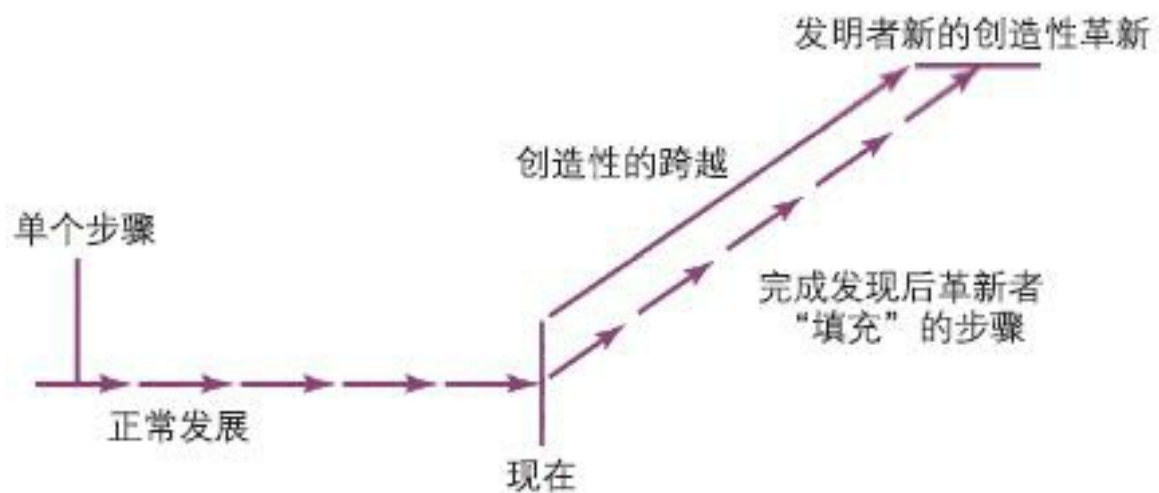 发明者新的创造性革新
创造性的跨越
单个步骤
完成发现后革新者
“填充”的步骤
正常发展
现在